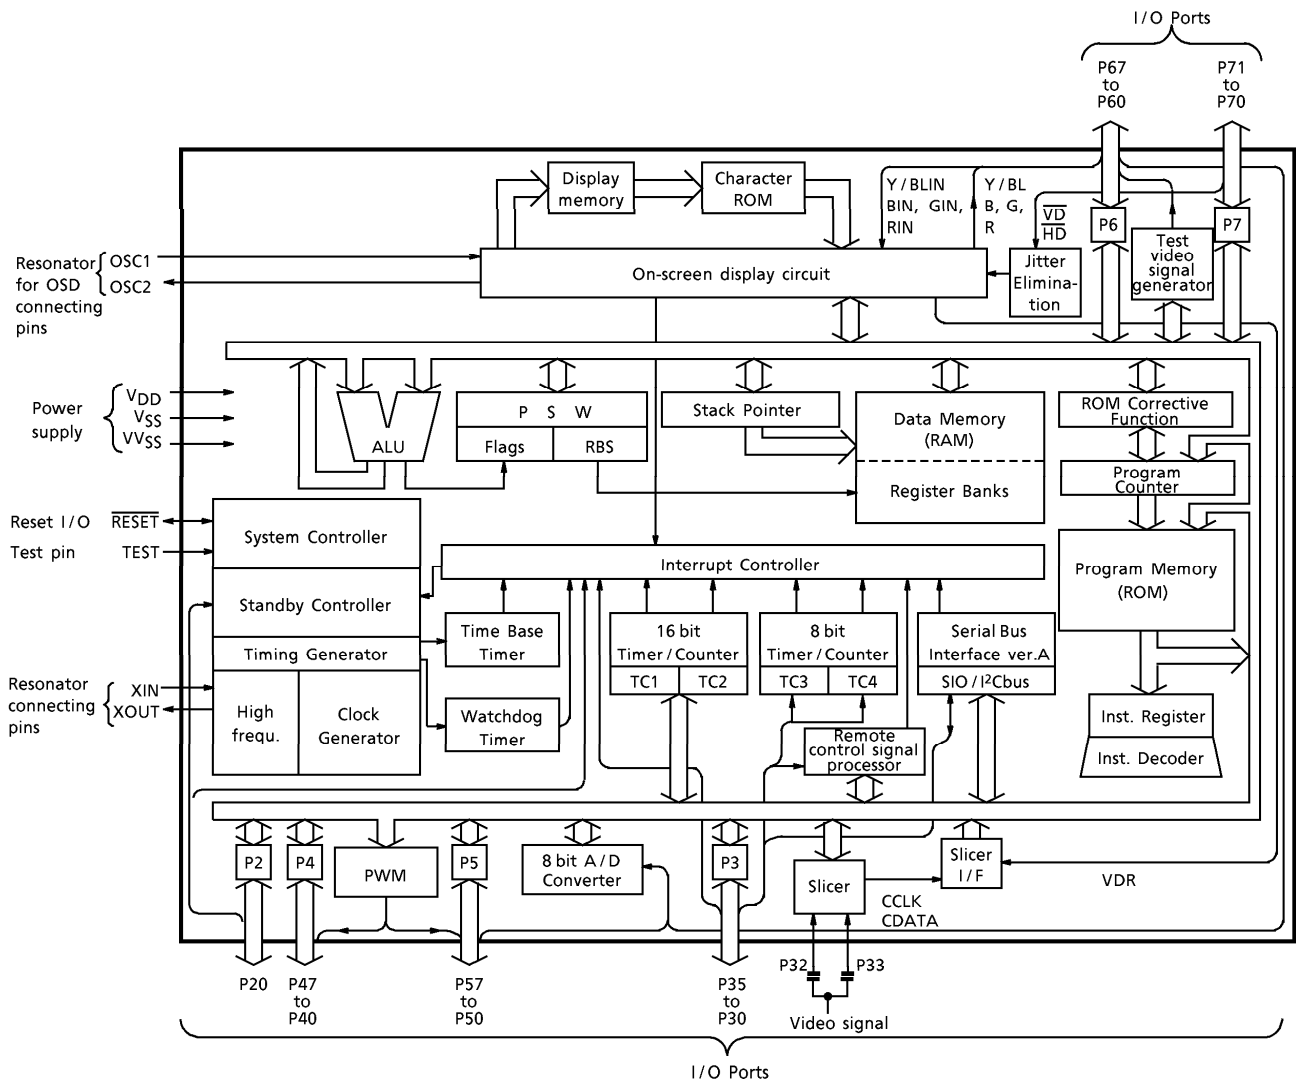 I/O Ports
P67
to
P60
P71
to
P70
Display
memory
Character
ROM
Y/BLIN
BIN, GIN,
RIN
Y/BL
B, G,
R
VD
HD
P6
P7
Test
video
signal
generator
Resonator
for OSD
connecting
pins
OSC1
OSC2
On-screen display circuit
Jitter
Elimina-
tion
Power
supply
VDD
VSS
VVSS
ALU
P S W
Flags
RBS
Stack Pointer
Data Memory
(RAM)
Register Banks
ROM Corrective
Function
Program
Counter
Reset I/O
RESET
Test pin
TEST
System Controller
Interrupt Controller
Program Memory
(ROM)
Standby Controller
Time Base
Timer
16 bit
Timer/Counter
8 bit
Timer/Counter
Serial Bus
Interface ver.A
Timing Generator
TC1
TC2
TC3
TC4
SIO/I2Cbus
Resonator
connecting
pins
XIN
XOUT
High
frequ.
Clock
Generator
Watchdog
Timer
Remote
control signal
processor
Inst. Register
Inst. Decoder
P2
P4
PWM
P5
8 bit A/D
Converter
P3
Slicer
Slicer
I/F
VDR
CCLK
CDATA
P20
P47
to
P40
P57
to
P50
P35
to
P30
P32
P33
Video signal
I/O Ports